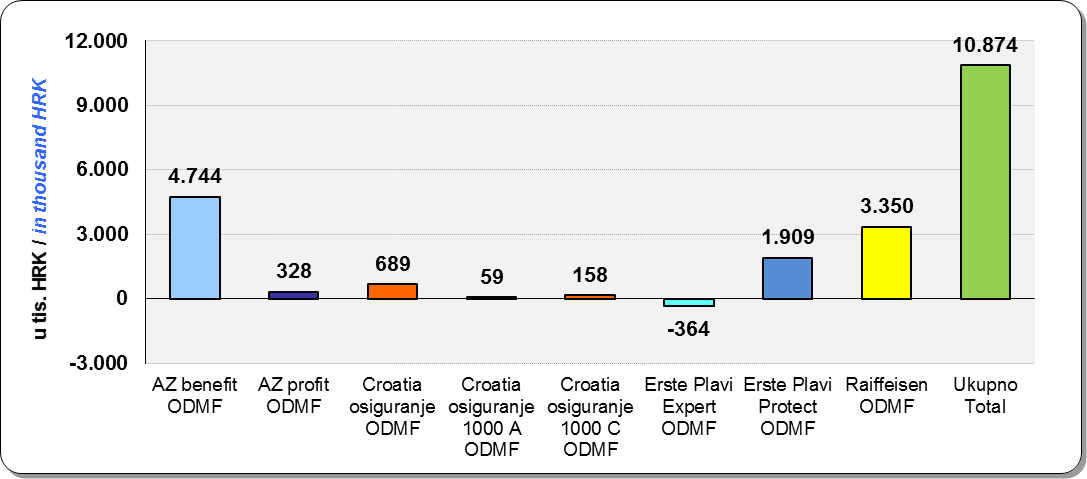 12.000
9.000
6.000
3.000
0
-3.000
u tis. HRK / in thousand HRK
4.744
328
689
59
158
-364
1.909
3.350
10.874
AZ benefit
ODMF
AZ profit
ODMF
Croatia
osiguranje
ODMF
Croatia
osiguranje
1000 A
ODMF
Croatia
osiguranje
1000 C
ODMF
Erste Plavi
Expert
ODMF
Erste Plavi
Protect
ODMF
Raiffeisen
ODMF
Ukupno
Total